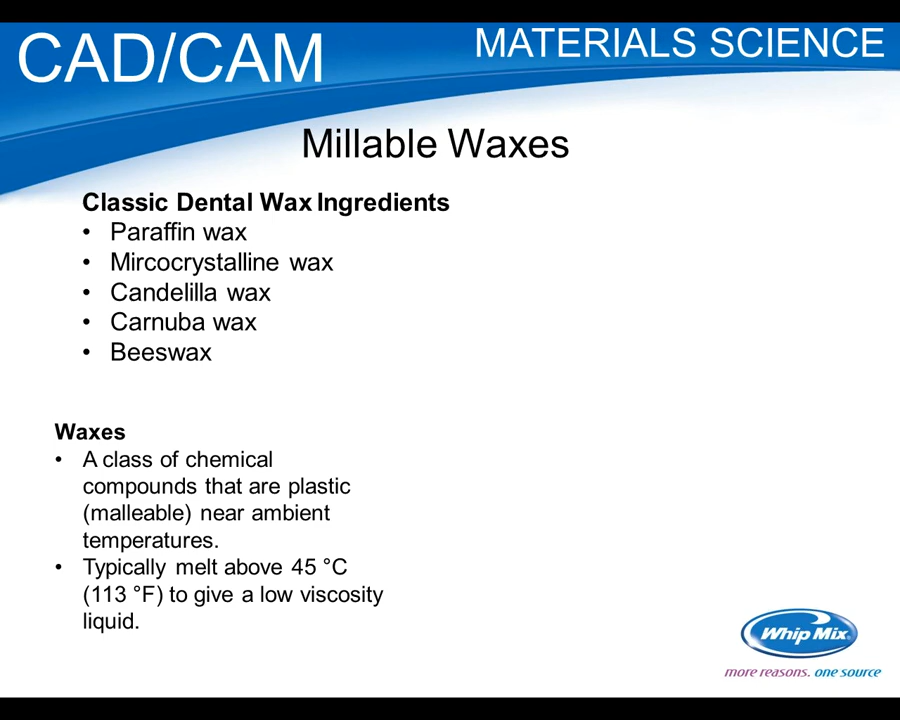 CAD/CAM
MATERIALS SCIENCE
Millable Waxes
Classic Dental Wax Ingredients
• Paraffin wax
• Mircocrystalline wax
• Candelilla wax
• Carnuba wax
• Beeswax
Waxes
• A class of chemical
compounds that are plastic
(malleable) near ambient
temperatures.
• Typically melt above 45 °C
(113 °F) to give a low viscosity
liquid.
Whip Mix
more reasons. one source